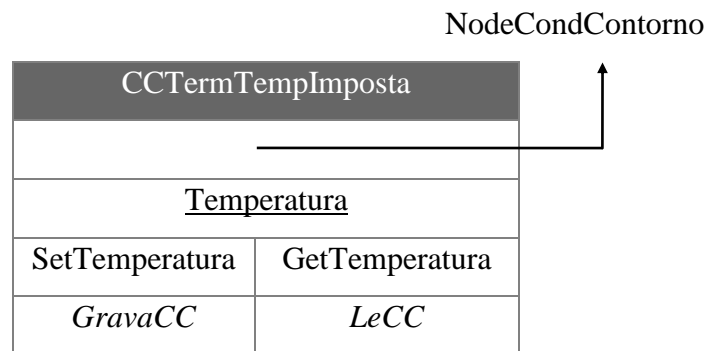 NodeCondContorno
CCTermTempImposta
Temperatura
SetTemperatura GetTemperatura
GravaCC LeCC